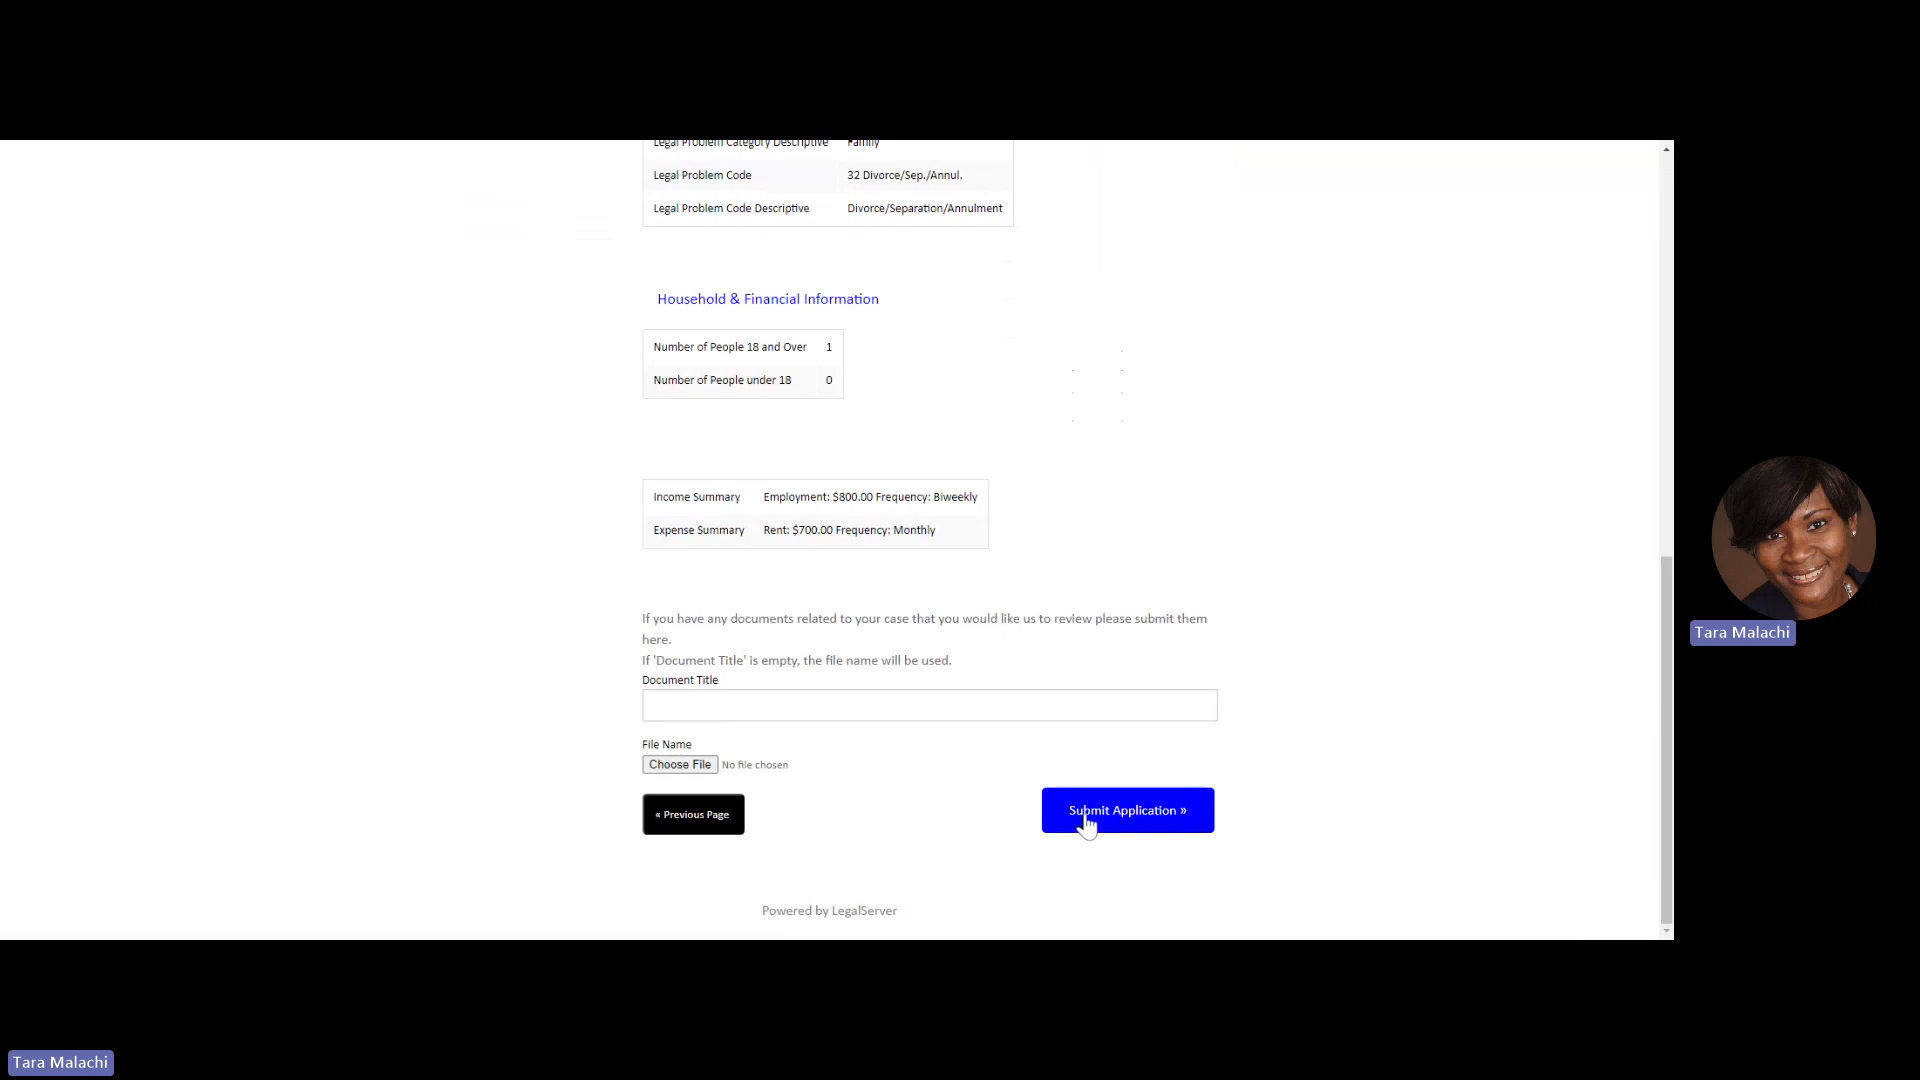 Legal Problem Category Descriptive Family
Legal Problem Code 32 Divorce/Sep./Annul.
Legal Problem Code Descriptive Divorce/Separation/Annulment
Household & Financial Information
Number of People 18 and Over 1
Number of People under 18 0
Income Summary Employment: $800.00 Frequency: Biweekly
Expense Summary Rent: $700.00 Frequency: Monthly
If you have any documents related to your case that you would like us to review please submit them
here.
If 'Document Title' is empty, the file name will be used.
Document Title
File Name
Choose File No file chosen
« Previous Page
Submit Application »
Powered by LegalServer
Tara Malachi
Tara Malachi